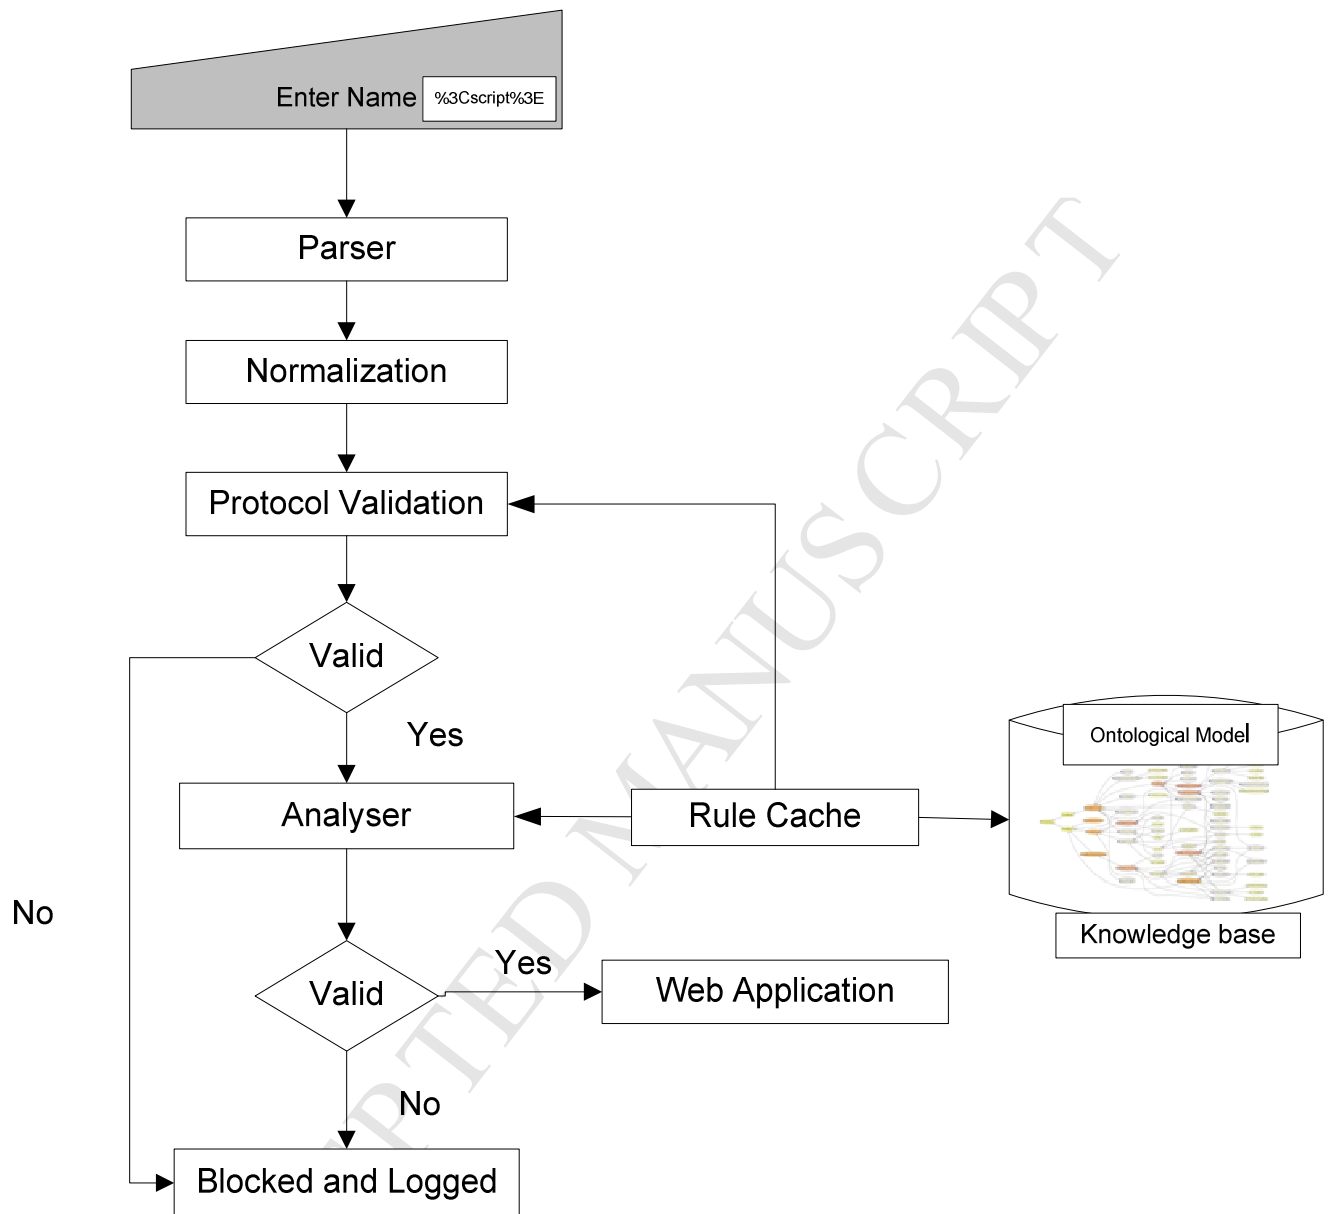 Enter Name
%3Cscript%3E
Parser
Normalization
Protocol Validation
Valid
Yes
Ontological Model
Analyser
Rule Cache
No
Knowledge base
Yes
Valid
Web Application
No
Blocked and Logged
PTED MANUSCRIPT